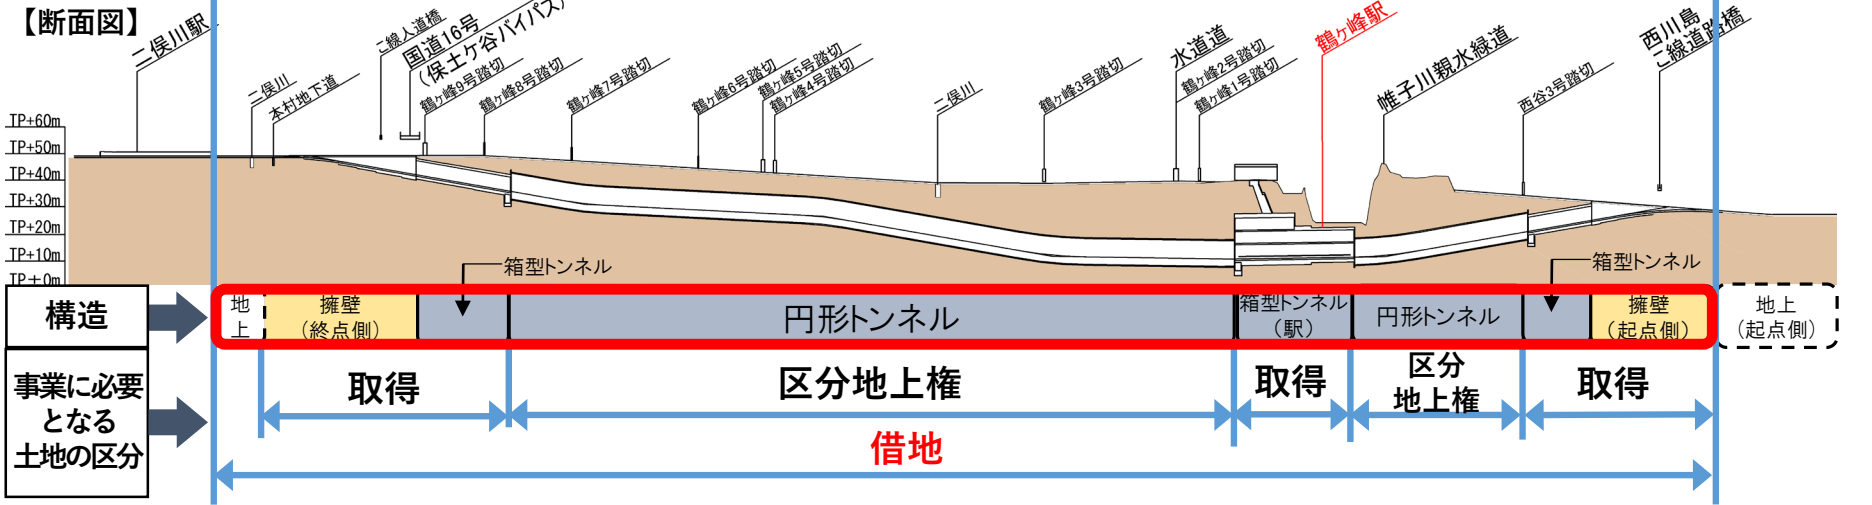 【断面図】
二俣川駅
二俣川
本村地下道
こ線人道橋
国道16号
（保土ケ谷バイパス）
鶴ヶ峰9号踏切
鶴ヶ峰8号踏切
鶴ヶ峰7号踏切
鶴ヶ峰6号踏切
鶴ヶ峰5号踏切
鶴ヶ峰4号踏切
二俣川
鶴ヶ峰3号踏切
水道道
鶴ヶ峰2号踏切
鶴ヶ峰1号踏切
鶴ケ峰駅
帷子川親水緑道
西谷3号踏切
西川島
こ線道路橋
TP+60m
TP+50m
TP+40m
TP+30m
TP+20m
TP+10m
TP±0m
箱型トンネル
箱型トンネル
構造
地上
擁壁
（終点側）
円形トンネル
箱型トンネル
（駅）
円形トンネル
擁壁
（起点側）
地上
（起点側）
事業に必要
となる
土地の区分
取得
区分地上権
取得
区分
地上権
取得
借地